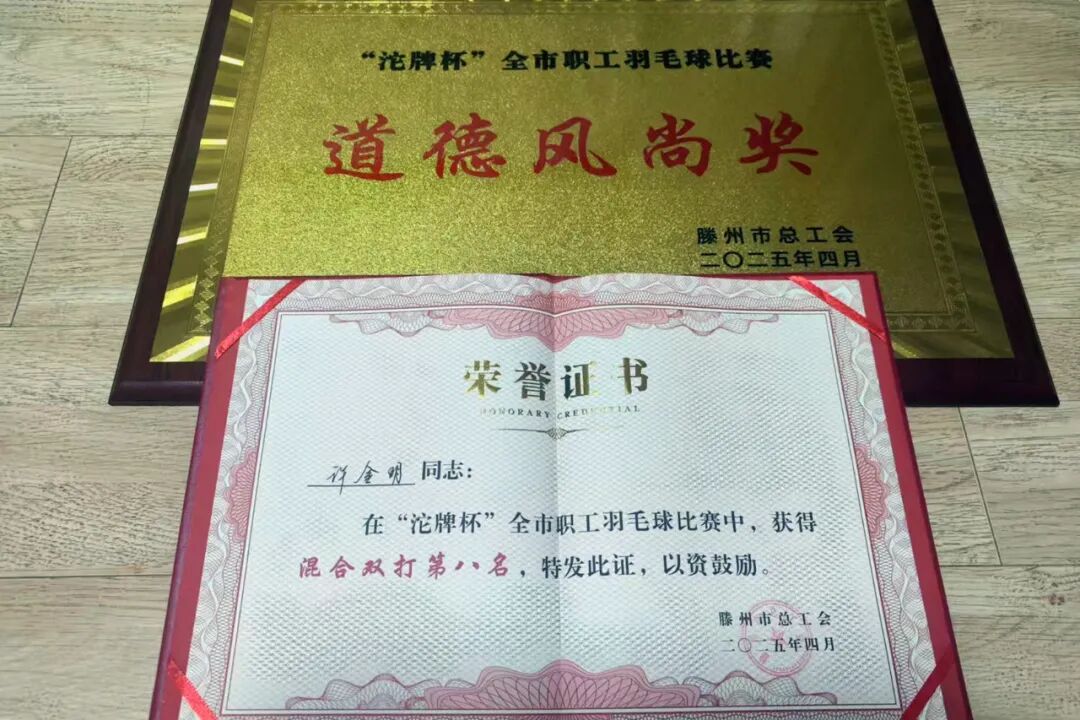 “沱牌杯”全市职工羽毛球比赛
道德风尚奖
滕州市总工会
二〇二五年四月
荣誉证书
HONORARY CREDENTIAL
许金明 同志：
在“沱牌杯”全市职工羽毛球比赛中，获得
混合双打第八名，特发此证，以资鼓励。
滕州市总工会
二〇二五年四月